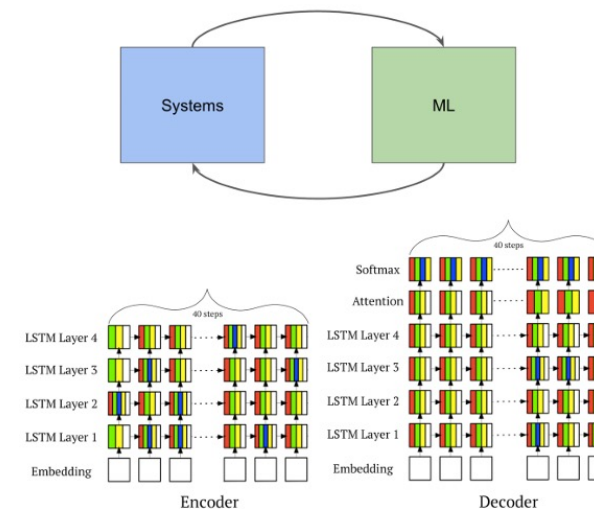 Systems
ML
40 steps
Softmax
Attention
LSTM Layer 4
LSTM Layer 3
LSTM Layer 2
LSTM Layer 1
Embedding
Decoder
40 steps
LSTM Layer 4
LSTM Layer 3
LSTM Layer 2
LSTM Layer 1
Embedding
Encoder